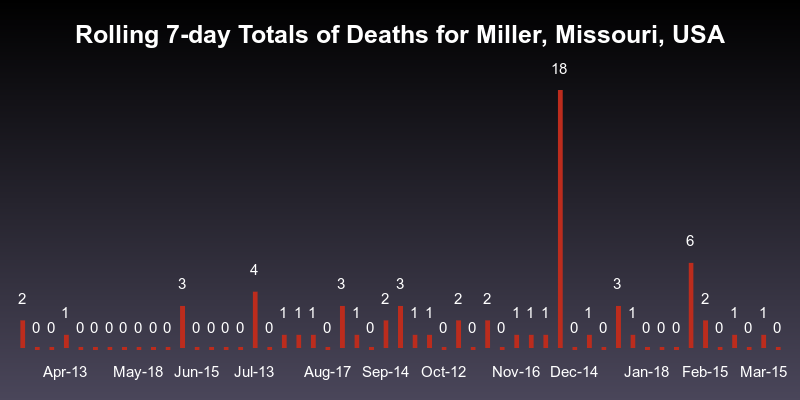 Rolling 7-day Totals of Deaths for Miller, Missouri, USA
18
6
4
3 3 3 3
2 2 2 2 2
1 1 1 1 1 1 1 1 1 1 1 1 1 1
0 0 0 0 0 0 0 0 0 0 0 0 0 0 0 0 0 0 0 0 0 0 0 0 0 0 0
Apr-13 May-18 Jun-15 Jul-13 Aug-17 Sep-14 Oct-12 Nov-16 Dec-14 Jan-18 Feb-15 Mar-15